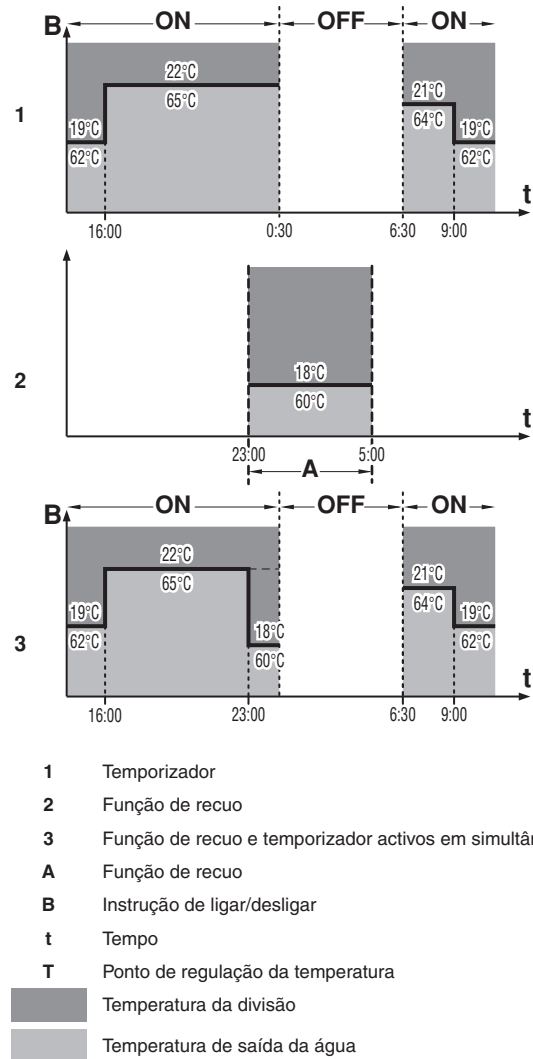 B ON OFF ON
22°C
65°C
21°C
64°C
19°C
62°C
19°C
62°C
1
t
16:00 0:30 6:30 9:00
2
18°C
60°C
t
23:00 5:00
A
B ON OFF ON
22°C
65°C
21°C
64°C
19°C
62°C
18°C
60°C
19°C
62°C
3
t
16:00 23:00 6:30 9:00
1 Temporizador
2 Função de recuo
3 Função de recuo e temporizador activos em simultân
A Função de recuo
B Instrução de ligar/desligar
t Tempo
T Ponto de regulação da temperatura
Temperatura da divisão
Temperatura de saída da água